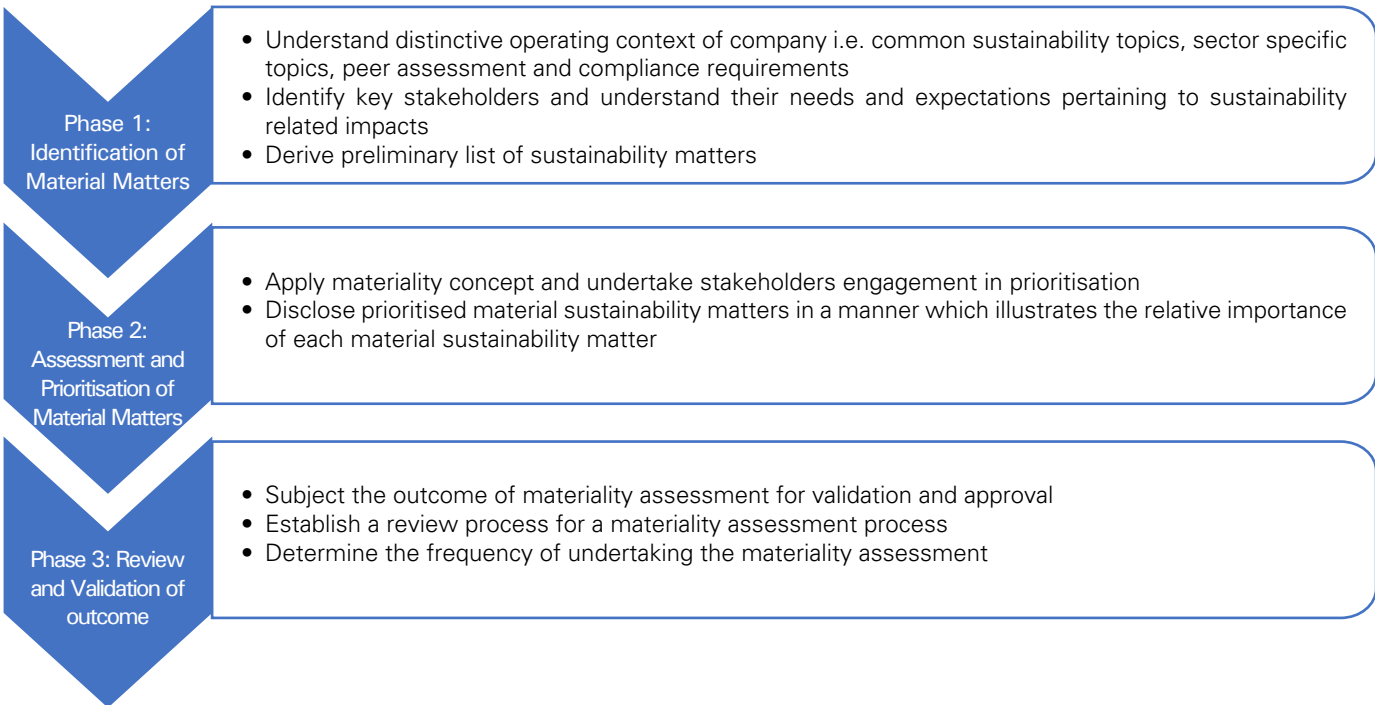 Phase 1:
Identification of
Material Matters
• Understand distinctive operating context of company i.e. common sustainability topics, sector specific
topics, peer assessment and compliance requirements
• Identify key stakeholders and understand their needs and expectations pertaining to sustainability
related impacts
• Derive preliminary list of sustainability matters
Phase 2:
Assessment and
Prioritisation of
Material Matters
• Apply materiality concept and undertake stakeholders engagement in prioritisation
• Disclose prioritised material sustainability matters in a manner which illustrates the relative importance
of each material sustainability matter
Phase 3: Review
and Validation of
outcome
• Subject the outcome of materiality assessment for validation and approval
• Establish a review process for a materiality assessment process
• Determine the frequency of undertaking the materiality assessment